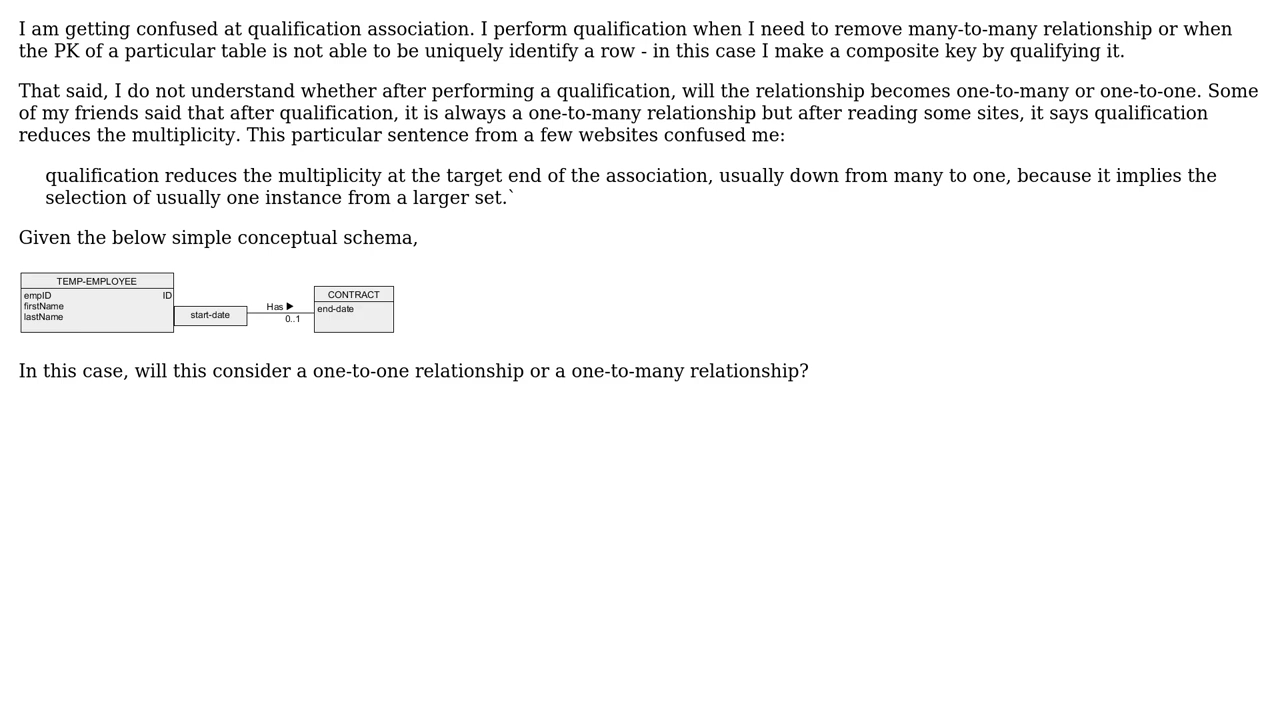 I am getting confused at qualification association. I perform qualification when I need to remove many-to-many relationship or when
the PK of a particular table is not able to be uniquely identify a row - in this case I make a composite key by qualifying it.
That said, I do not understand whether after performing a qualification, will the relationship becomes one-to-many or one-to-one. Some
of my friends said that after qualification, it is always a one-to-many relationship but after reading some sites, it says qualification
reduces the multiplicity. This particular sentence from a few websites confused me:
qualification reduces the multiplicity at the target end of the association, usually down from many to one, because it implies the
selection of usually one instance from a larger set.`
Given the below simple conceptual schema,
TEMP-EMPLOYEE
empID ID
firstName
lastName
start-date
Has ▶
0..1
CONTRACT
end-date
In this case, will this consider a one-to-one relationship or a one-to-many relationship?